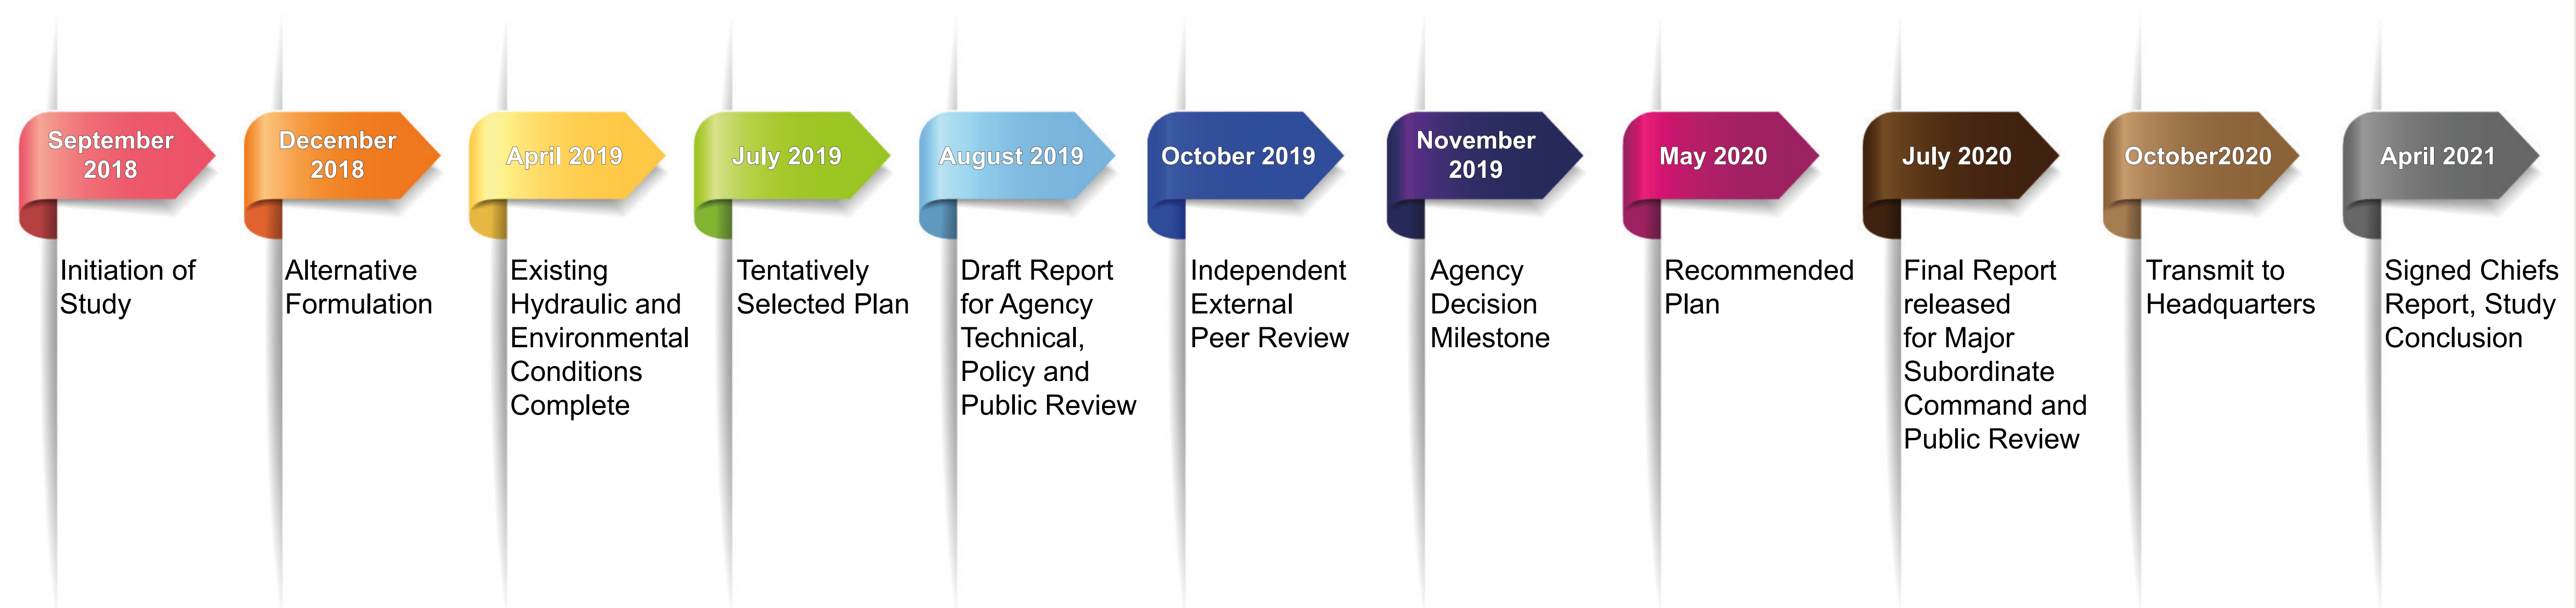 September
2018
Initiation of
Study
December
2018
Alternative
Formulation
April 2019
Existing
Hydraulic and
Environmental
Conditions
Complete
July 2019
Tentatively
Selected Plan
August 2019
Draft Report
for Agency
Technical,
Policy and
Public Review
October 2019
Independent
External
Peer Review
November
2019
Agency
Decision
Milestone
May 2020
Recommended
Plan
July 2020
Final Report
released
for Major
Subordinate
Command and
Public Review
October2020
Transmit to
Headquarters
April 2021
Signed Chiefs
Report, Study
Conclusion